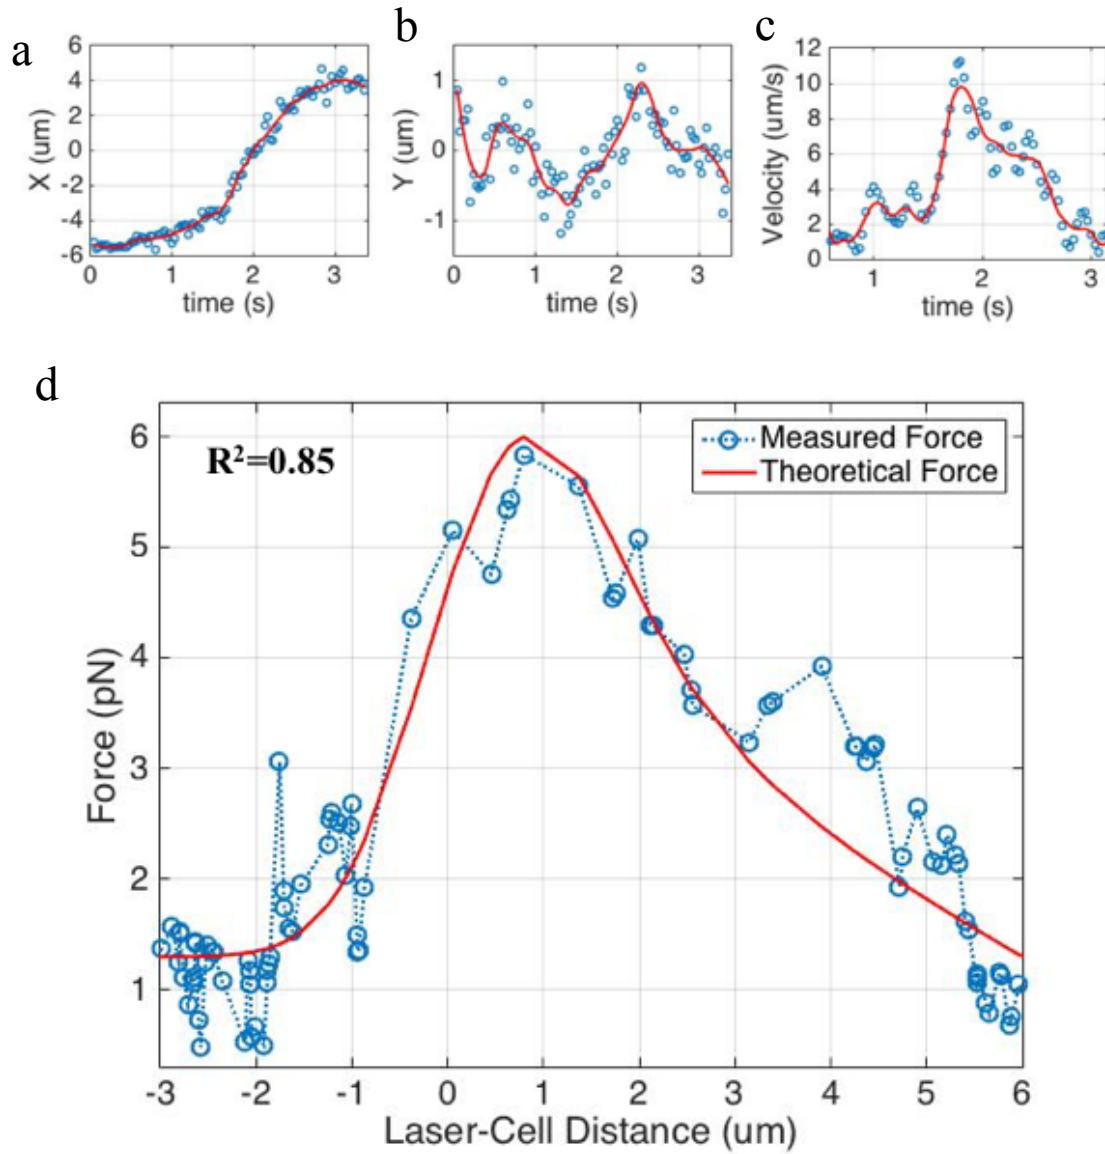 a
6
4
2
0
-2
-4
-6
X (um)
0 1 2 3
time (s)
b
1
0
-1
Y (um)
0 1 2 3
time (s)
c
12
10
8
6
4
2
0
Velocity (um/s)
1 2 3
time (s)
d
R²=0.85
Measured Force
Theoretical Force
6
5
4
3
2
1
Force (pN)
-3 -2 -1 0 1 2 3 4 5 6
Laser-Cell Distance (um)